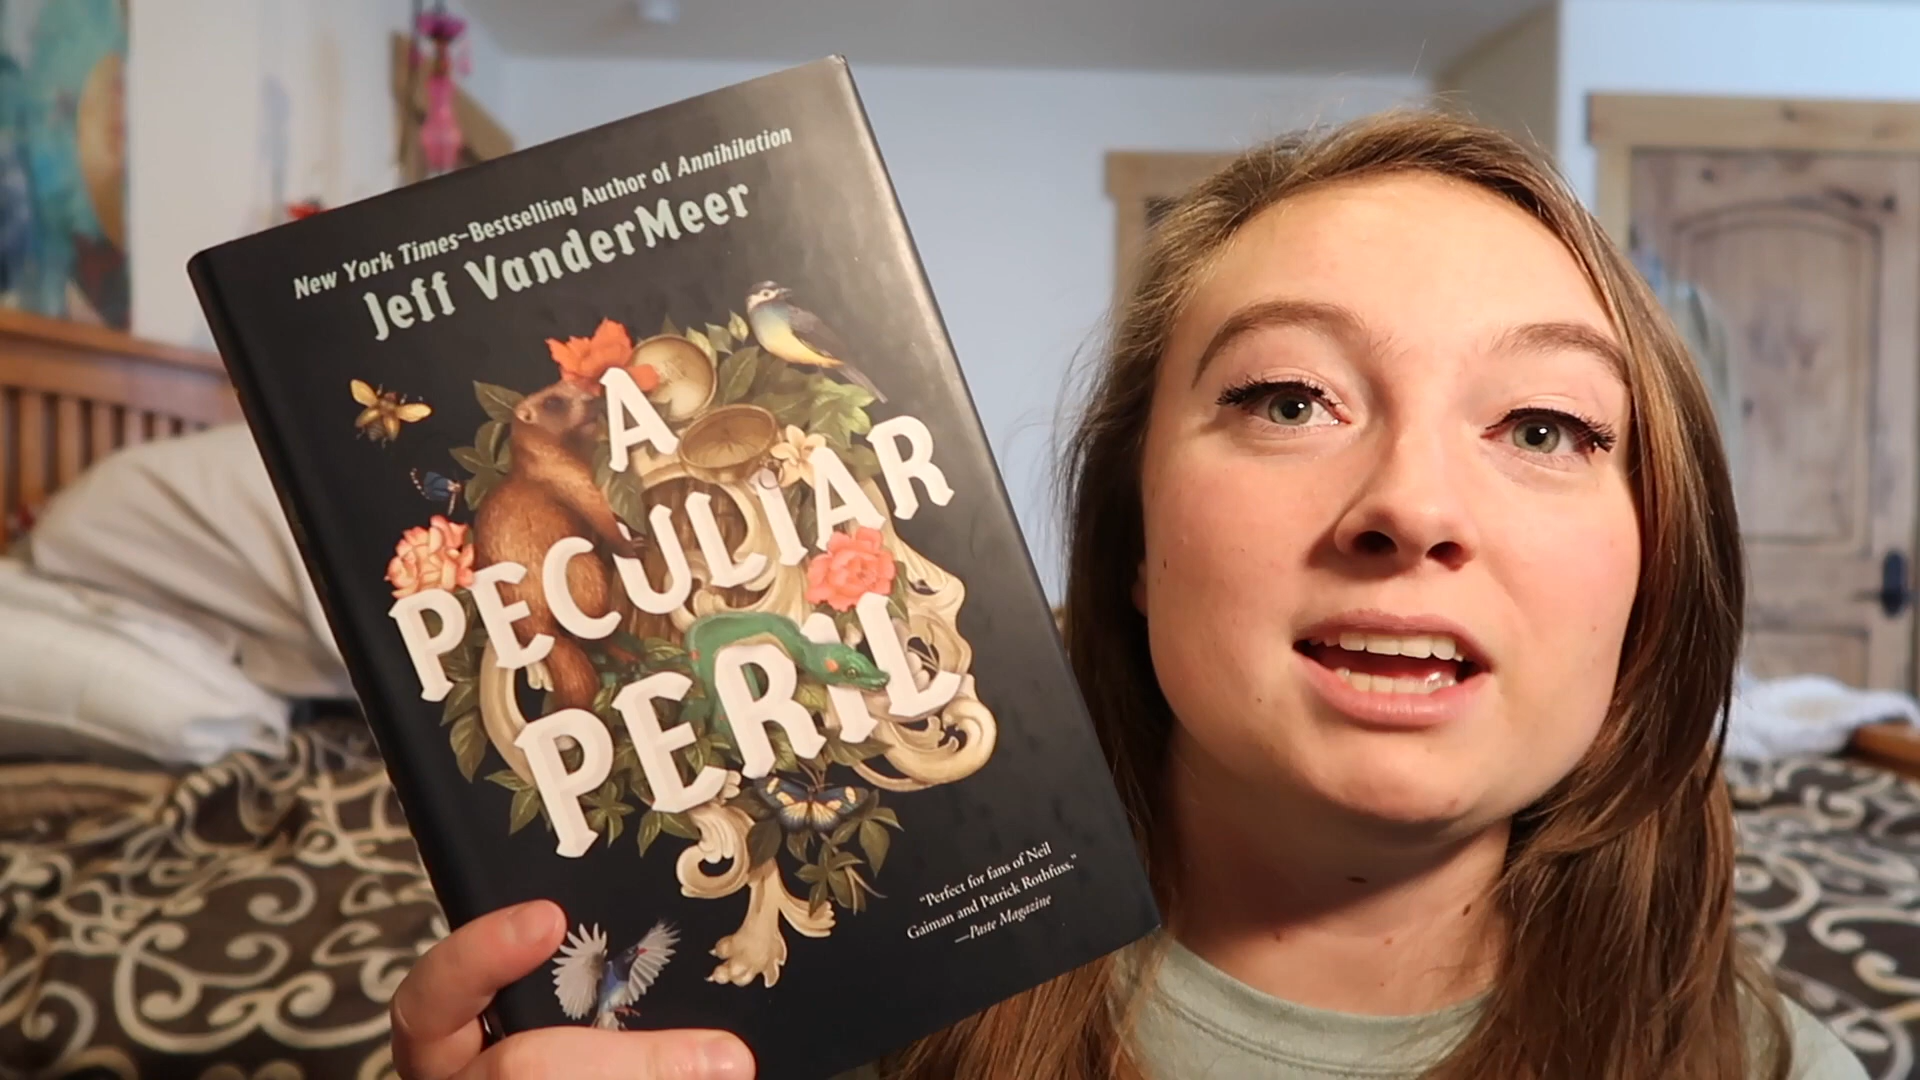 New York Times–Bestselling Author of Annihilation
Jeff VanderMeer
A
PECULIAR
PERIL
“Perfect for fans of Neil
Gaiman and Patrick Rothfuss.”
—Paste Magazine